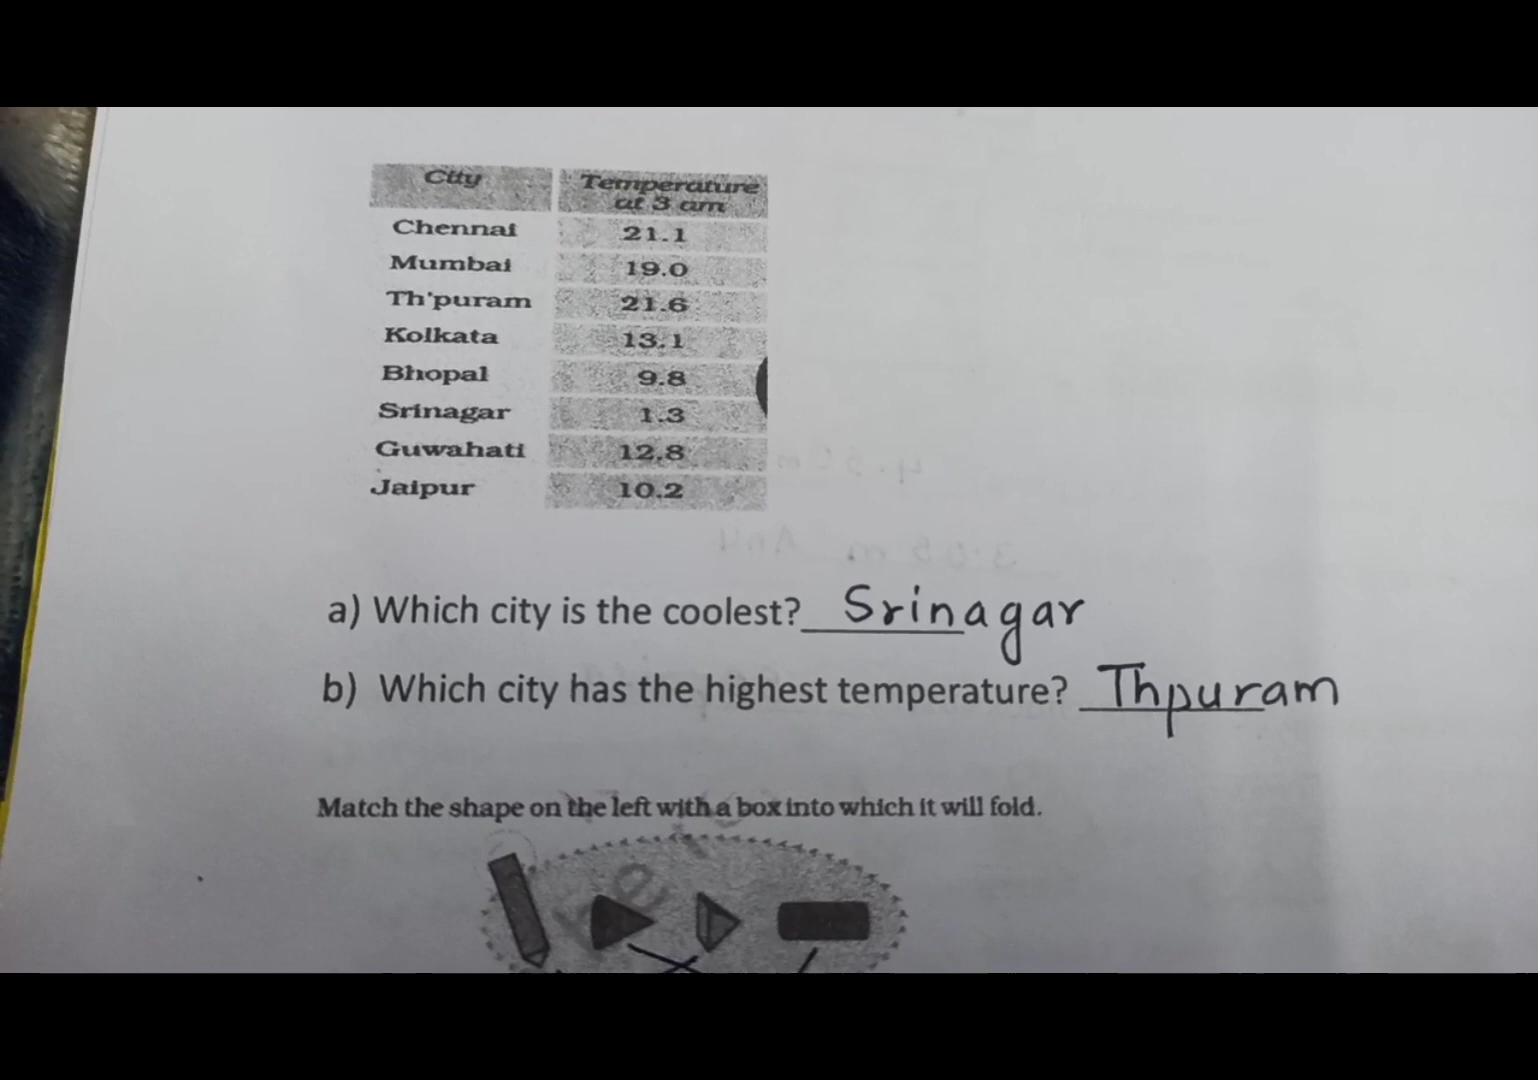 City Temperature
at 3 am
Chennai 21.1
Mumbai 19.0
Th'puram 21.6
Kolkata 13.1
Bhopal 9.8
Srinagar 1.3
Guwahati 12.8
Jaipur 10.2
a) Which city is the coolest? Srinagar
b) Which city has the highest temperature? Thpuram
Match the shape on the left with a box into which it will fold.